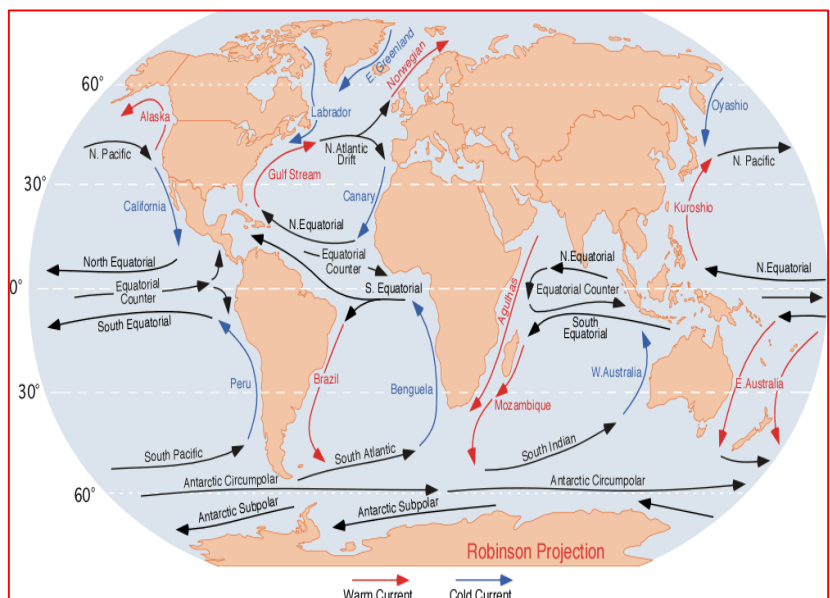 E. Greenland
Norwegian
60°
Alaska
Labrador
Oyashio
N. Pacific
N. Atlantic
Drift
N. Pacific
Gulf Stream
30°
California
Canary
Kuroshio
N.Equatorial
North Equatorial
Equatorial
Counter
N.Equatorial
N.Equatorial
0°
Equatorial
Counter
S. Equatorial
Agulhas
Equatorial Counter
South Equatorial
South
Equatorial
Peru
Brazil
Benguela
W.Australia
E.Australia
30°
Mozambique
South Pacific
South Atlantic
South Indian
Antarctic Circumpolar
Antarctic Circumpolar
60°
Antarctic Subpolar
Antarctic Subpolar
Robinson Projection
Warm Current
Cold Current